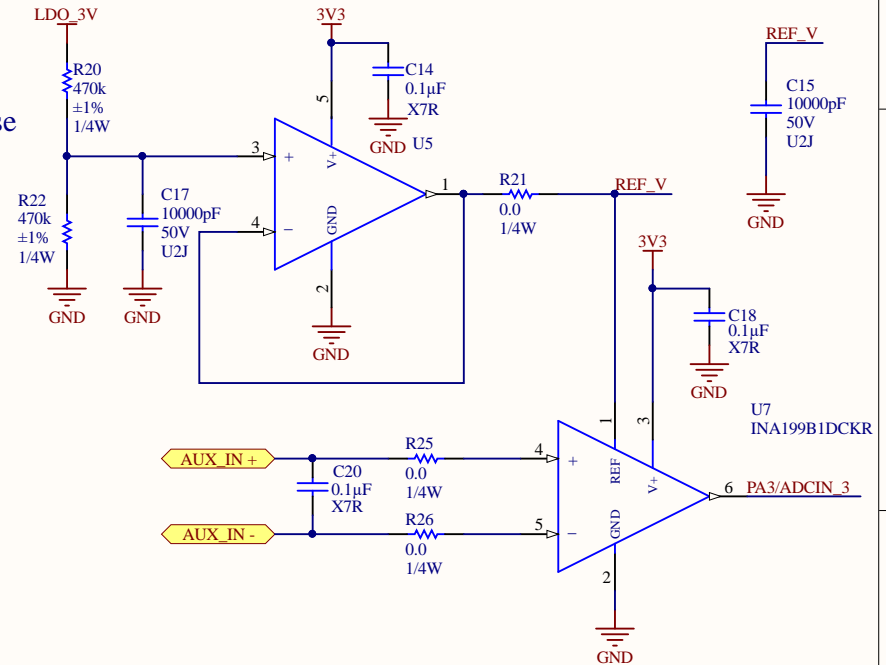 LDO_3V
R20
470k
±1%
1/4W
R22
470k
±1%
1/4W
GND
C17
10000pF
50V
U2J
GND
3V3
C14
0.1µF
X7R
GND
U5
5
V+
3
+
4
−
GND
2
GND
1
R21
0.0
1/4W
REF_V
REF_V
C15
10000pF
50V
U2J
GND
3V3
C18
0.1µF
X7R
GND
U7
INA199B1DCKR
AUX_IN +
AUX_IN -
C20
0.1µF
X7R
R25
0.0
1/4W
R26
0.0
1/4W
1
REF
3
V+
4
+
5
−
GND
2
GND
6
PA3/ADCIN_3